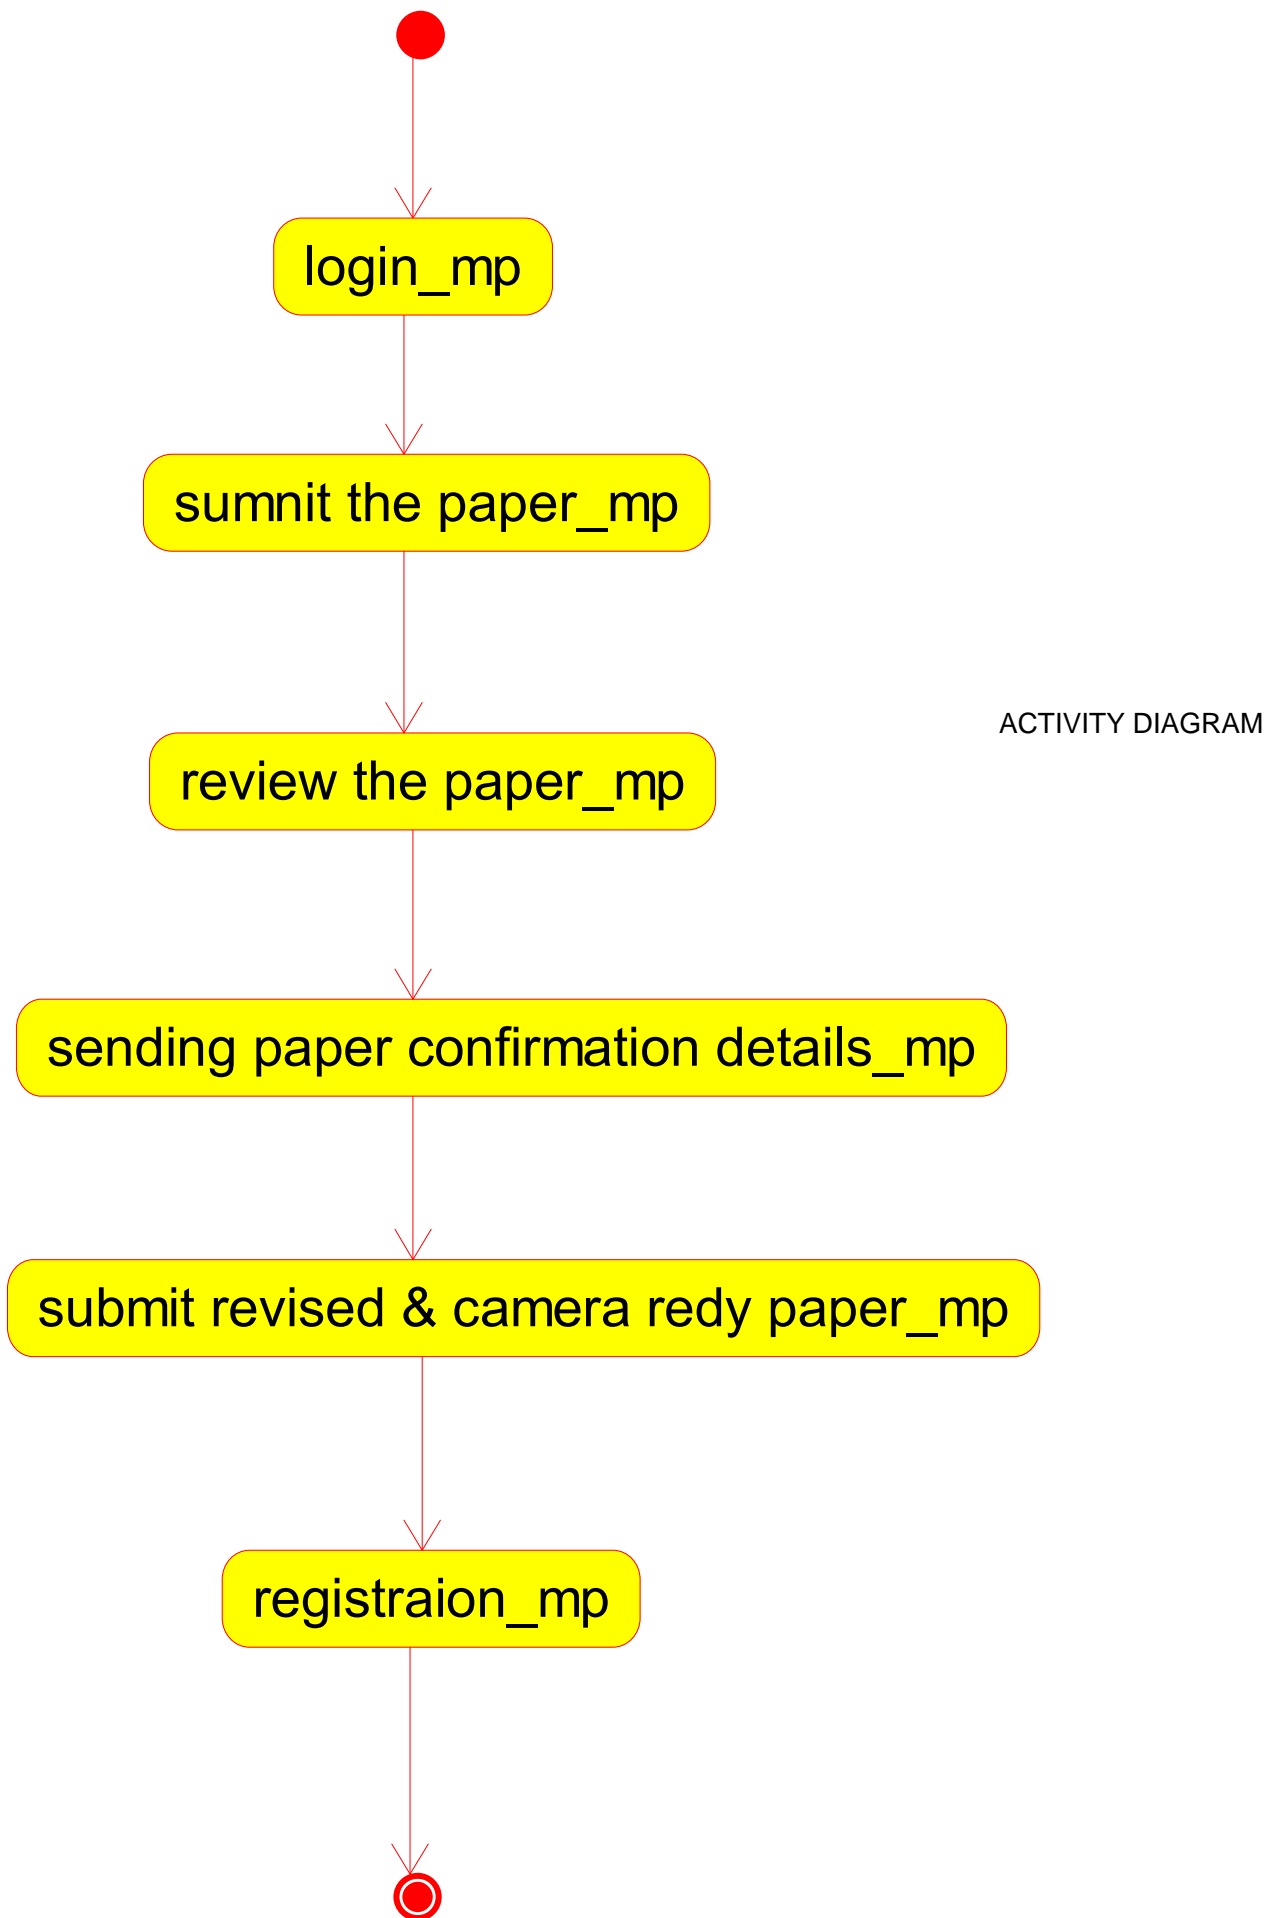 login_mp
sumnit the paper_mp
ACTIVITY DIAGRAM
review the paper_mp
sending paper confirmation details_mp
submit revised & camera redy paper_mp
registraion_mp